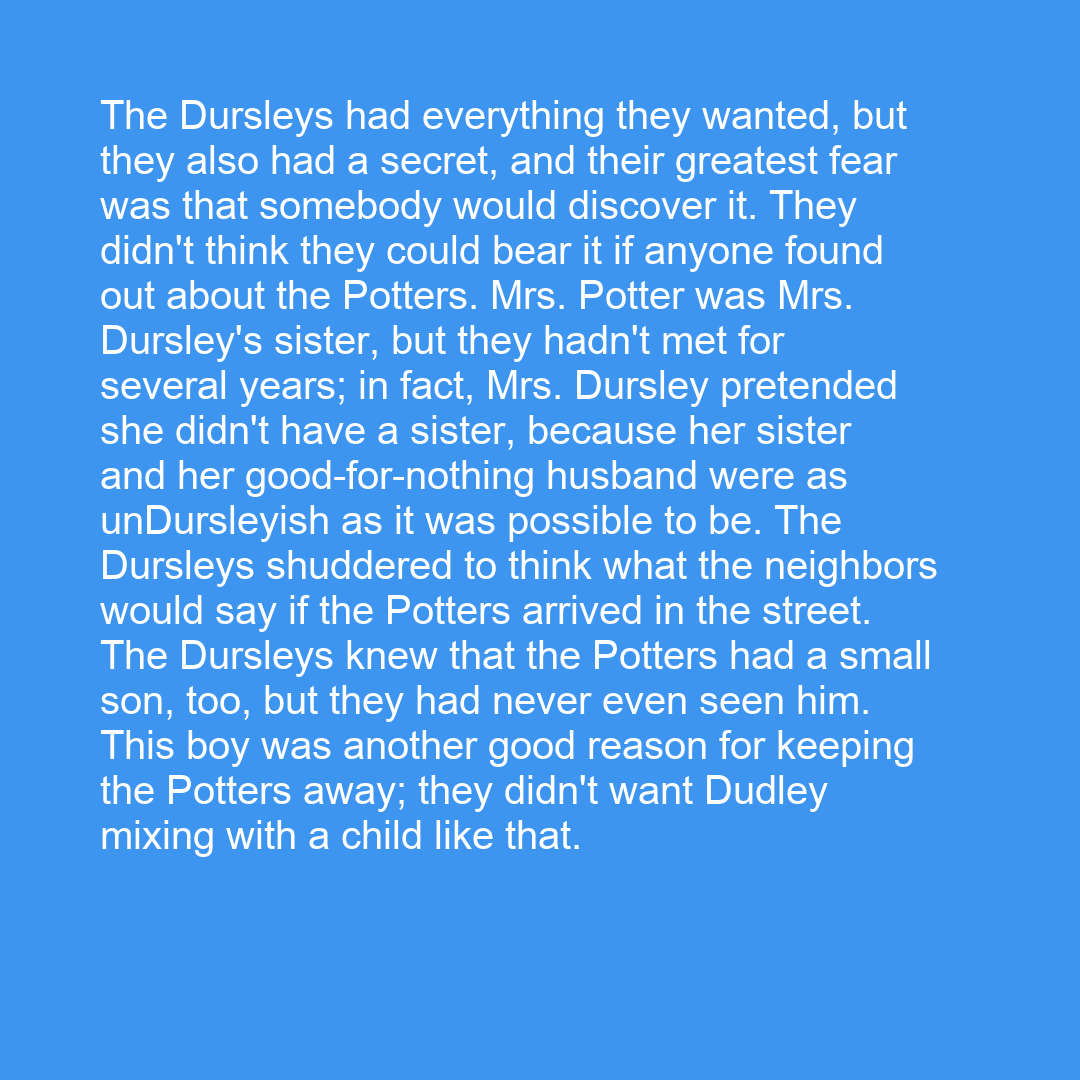 The Dursleys had everything they wanted, but
they also had a secret, and their greatest fear
was that somebody would discover it. They
didn't think they could bear it if anyone found
out about the Potters. Mrs. Potter was Mrs.
Dursley's sister, but they hadn't met for
several years; in fact, Mrs. Dursley pretended
she didn't have a sister, because her sister
and her good-for-nothing husband were as
unDursleyish as it was possible to be. The
Dursleys shuddered to think what the neighbors
would say if the Potters arrived in the street.
The Dursleys knew that the Potters had a small
son, too, but they had never even seen him.
This boy was another good reason for keeping
the Potters away; they didn't want Dudley
mixing with a child like that.